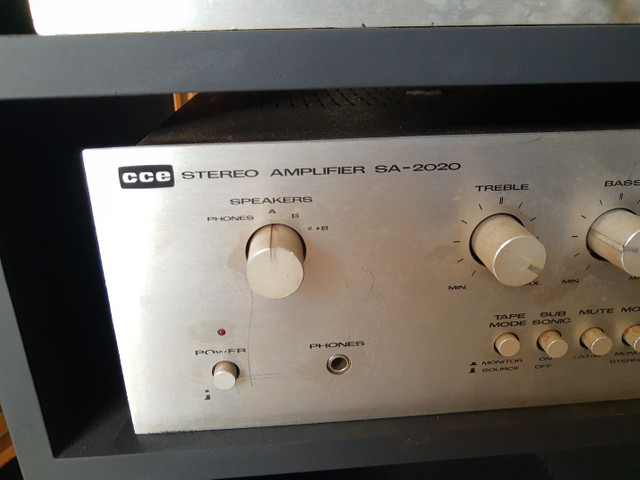 cce STEREO AMPLIFIER SA-2020
SPEAKERS
PHONES A B A+B
TREBLE
MIN. MAX
BASS
MIN.
POWER
PHONES
TAPE MODE
MONITOR
SOURCE
SUB SONIC
ON
OFF
MUTE